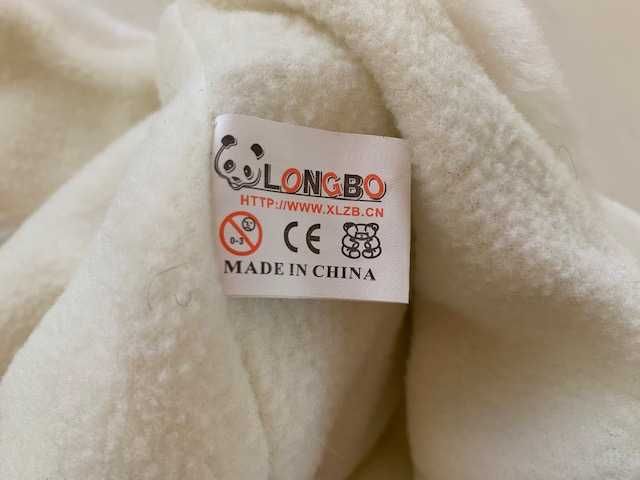 LONGBO
HTTP://WWW.XLZB.CN
0-3
CE
MADE IN CHINA